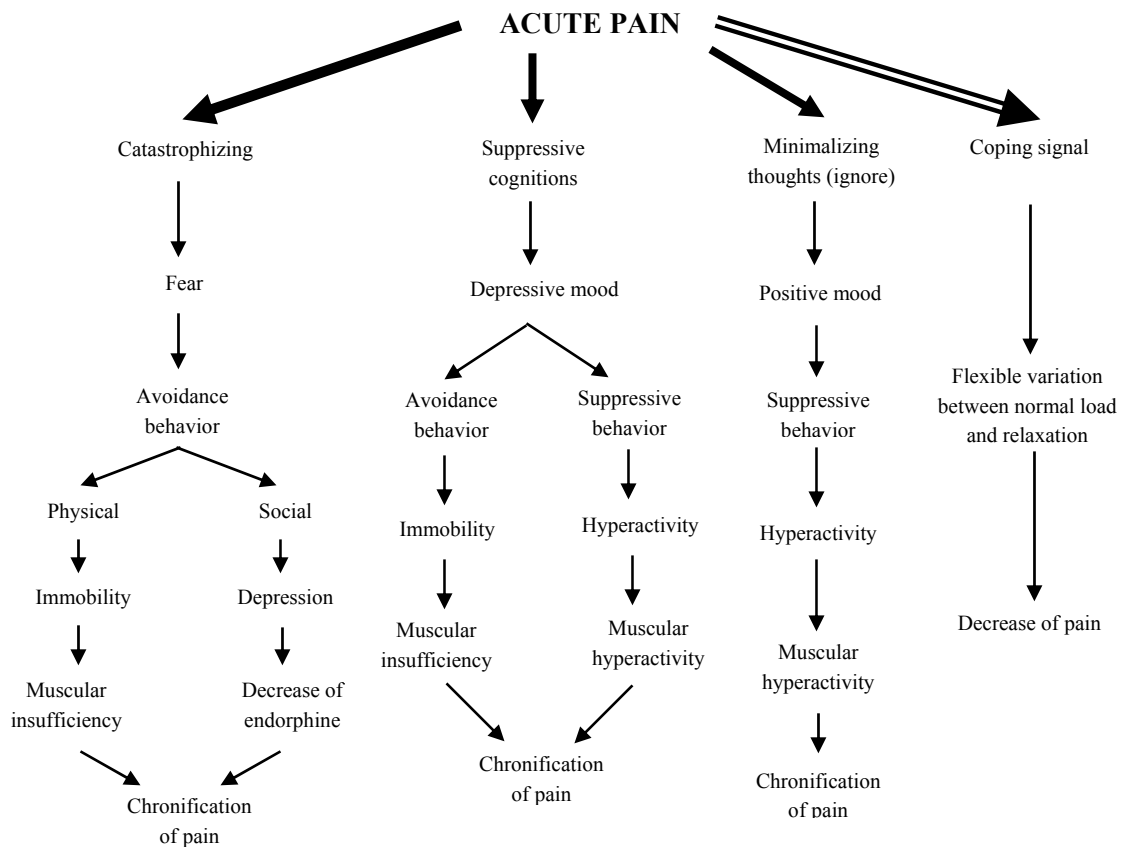 ACUTE PAIN
Catastrophizing
Fear
Avoidance
behavior
Physical
Immobility
Muscular
insufficiency
Social
Depression
Decrease of
endorphine
Chronification
of pain
Suppressive
cognitions
Depressive mood
Avoidance
behavior
Immobility
Muscular
insufficiency
Suppressive
behavior
Hyperactivity
Muscular
hyperactivity
Chronification
of pain
Minimalizing
thoughts (ignore)
Positive mood
Suppressive
behavior
Hyperactivity
Muscular
hyperactivity
Chronification
of pain
Coping signal
Flexible variation
between normal load
and relaxation
Decrease of pain